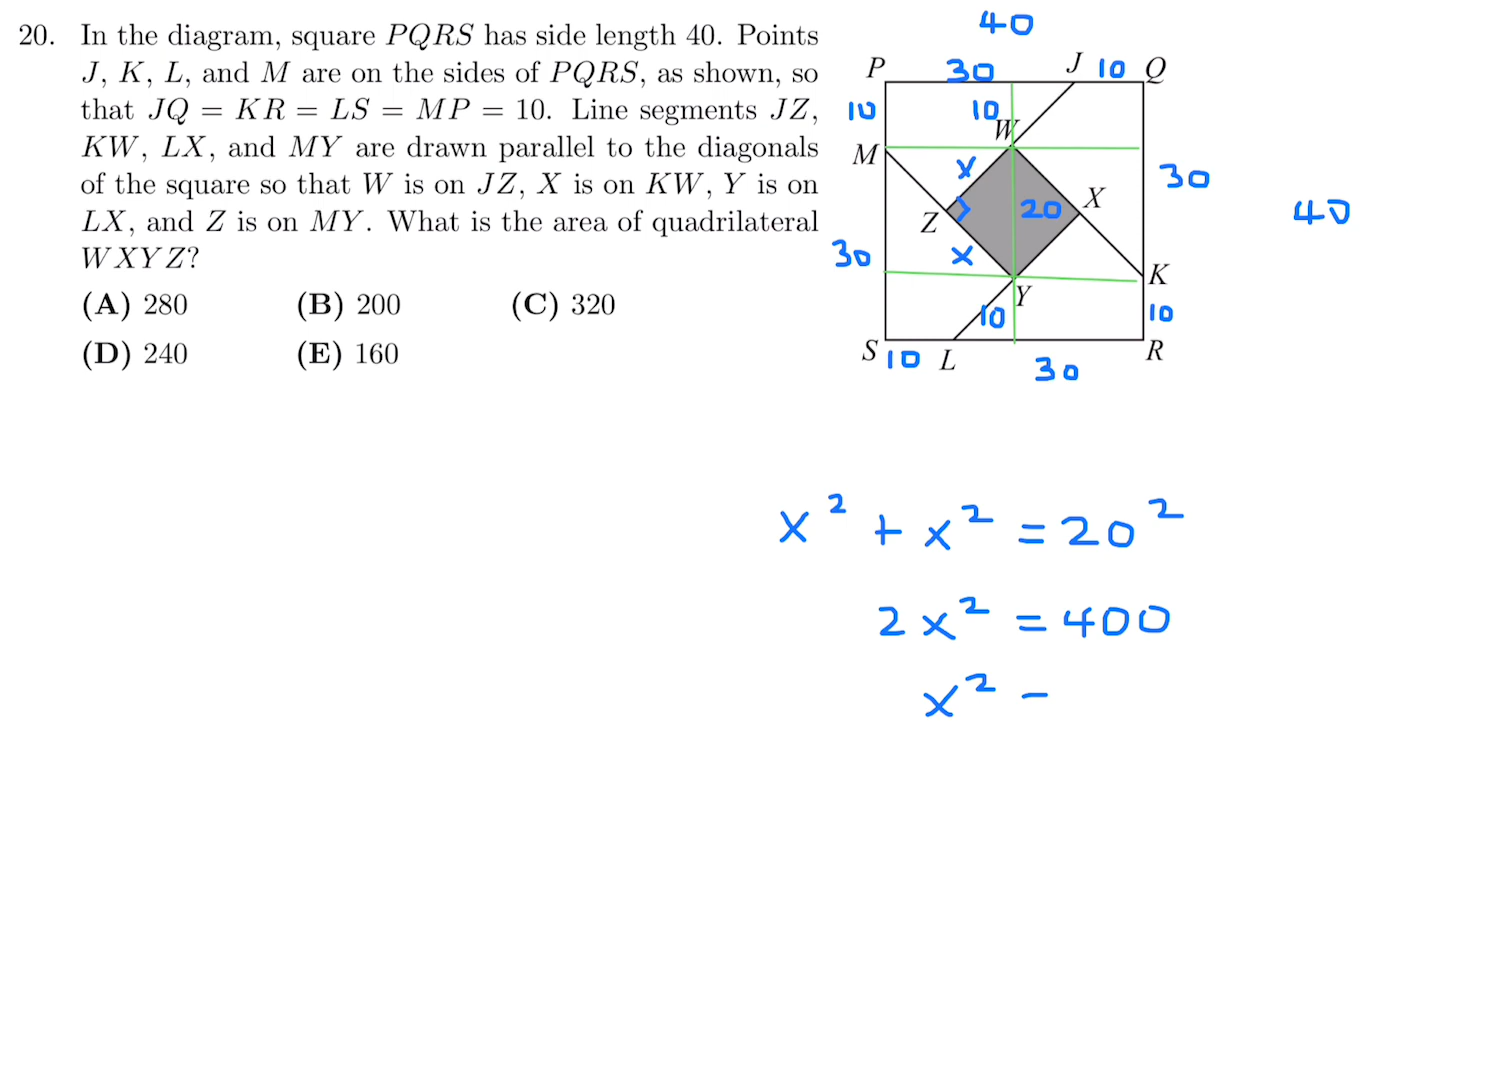 20. In the diagram, square PQRS has side length 40. Points
J, K, L, and M are on the sides of PQRS, as shown, so
that JQ = KR = LS = MP = 10. Line segments JZ,
KW, LX, and MY are drawn parallel to the diagonals
of the square so that W is on JZ, X is on KW, Y is on
LX, and Z is on MY. What is the area of quadrilateral
WXYZ?
(A) 280 (B) 200 (C) 320
(D) 240 (E) 160
40
P 30 J 10 Q
10 10
W
M x 30
X
Z 20 40
30 x
K
Y
10 10
S 10 L 30 R
x² + x² = 20²
2x² = 400
x² -